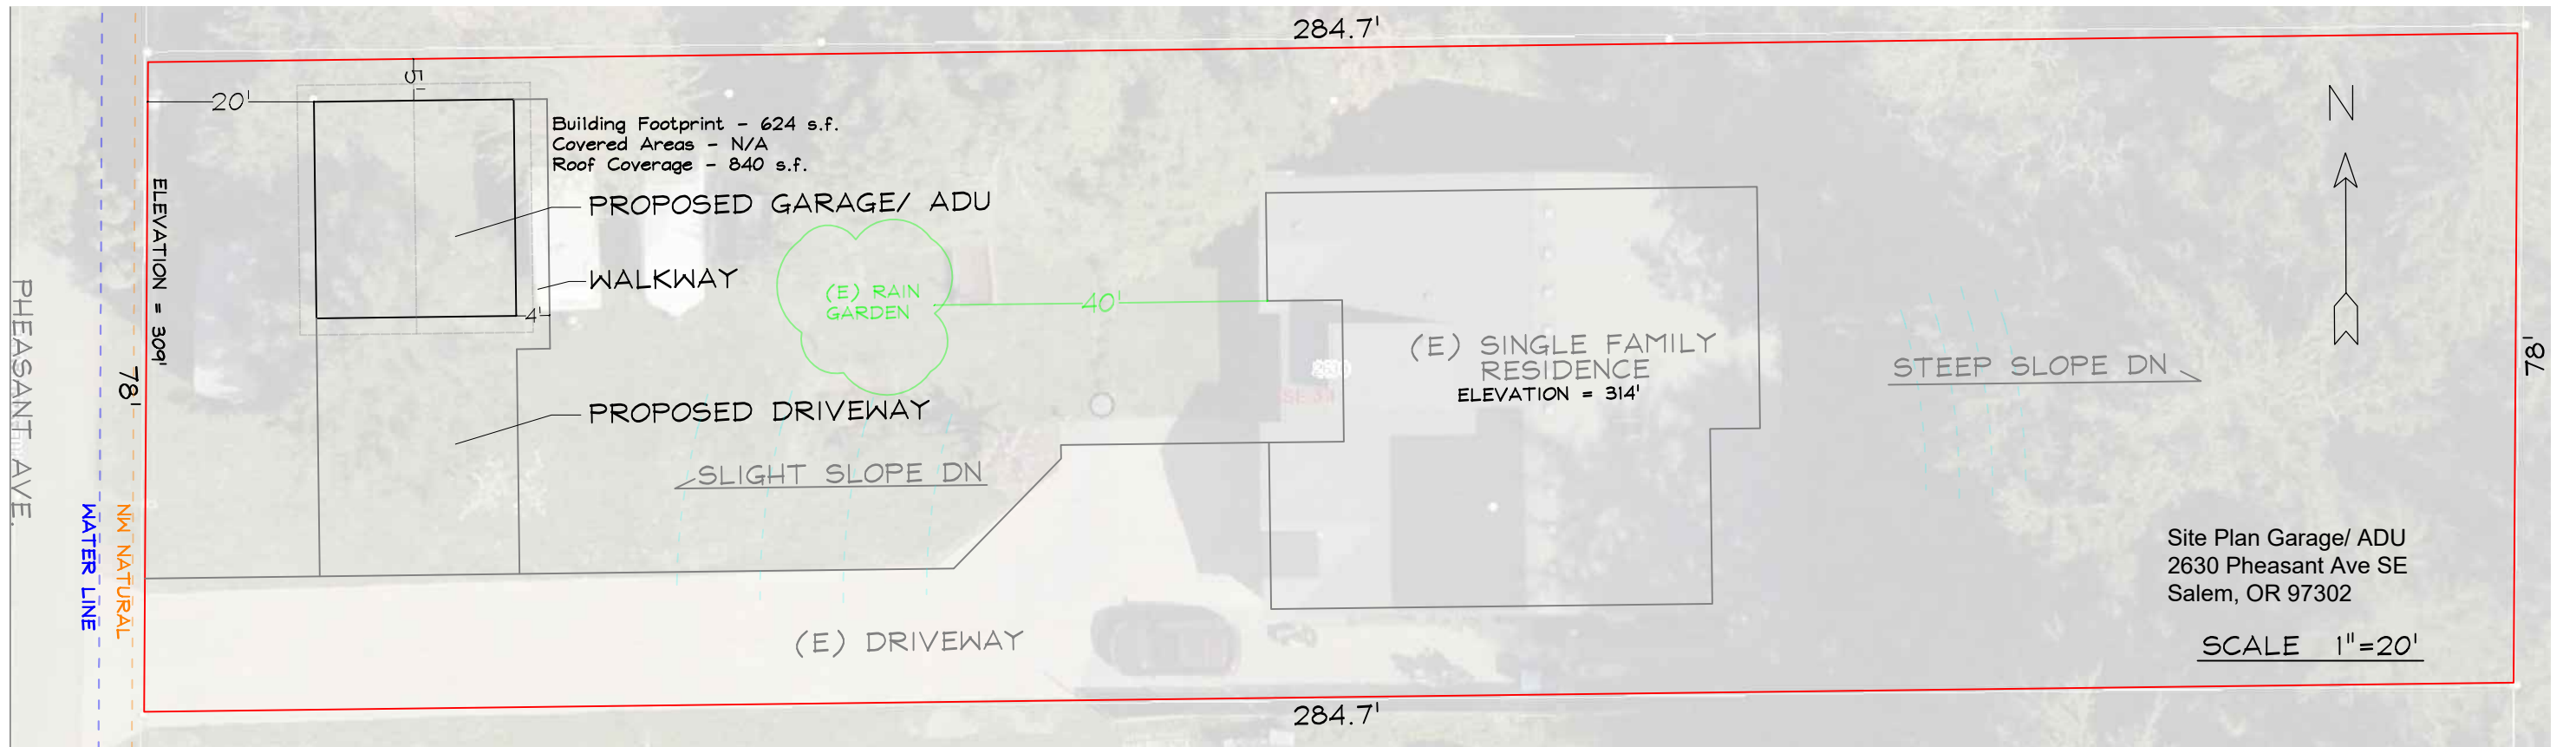 284.7'
5'
20'
N
Building Footprint - 624 s.f.
Covered Areas - N/A
Roof Coverage - 840 s.f.
PROPOSED GARAGE/ ADU
ELEVATION = 309'
WALKWAY
(E) RAIN
GARDEN
40'
4'
PHEASANT AVE.
78'
(E) SINGLE FAMILY
RESIDENCE
ELEVATION = 314'
STEEP SLOPE DN
78'
PROPOSED DRIVEWAY
SLIGHT SLOPE DN
WATER LINE
NW NATURAL
(E) DRIVEWAY
Site Plan Garage/ ADU
2630 Pheasant Ave SE
Salem, OR 97302
SCALE 1"=20'
284.7'